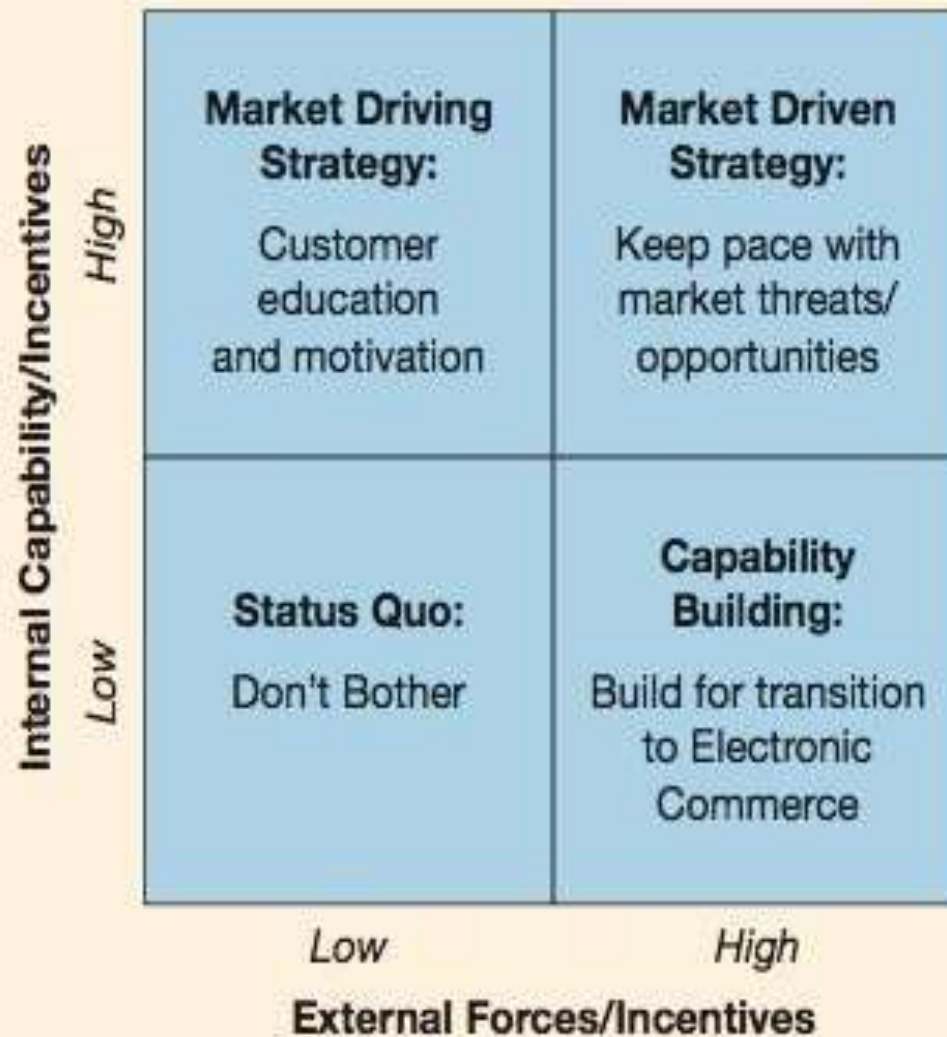 Internal Capability/Incentives
High
Low
Market Driving
Strategy:
Customer
education
and motivation
Market Driven
Strategy:
Keep pace with
market threats/
opportunities
Status Quo:
Don't Bother
Capability
Building:
Build for transition
to Electronic
Commerce
Low
High
External Forces/Incentives